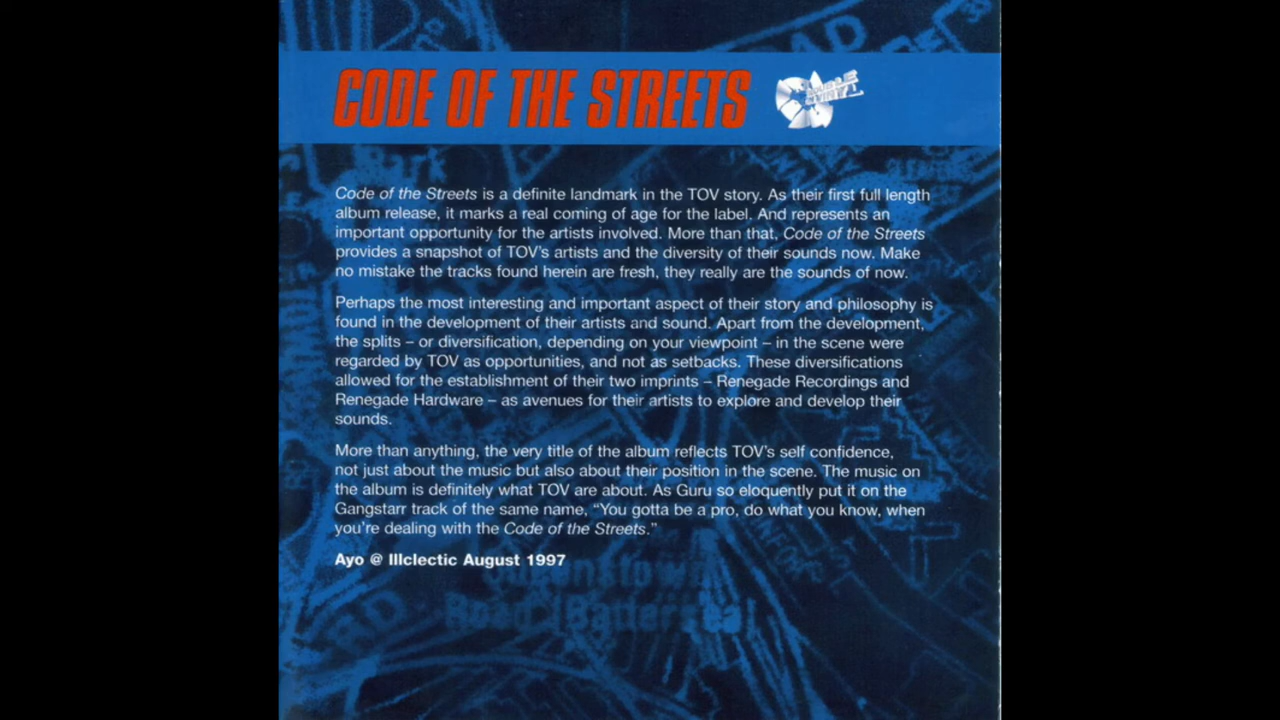 CODE OF THE STREETS
Code of the Streets is a definite landmark in the TOV story. As their first full length
album release, it marks a real coming of age for the label. And represents an
important opportunity for the artists involved. More than that, Code of the Streets
provides a snapshot of TOV's artists and the diversity of their sounds now. Make
no mistake the tracks found herein are fresh, they really are the sounds of now.
Perhaps the most interesting and important aspect of their story and philosophy is
found in the development of their artists and sound. Apart from the development,
the splits – or diversification, depending on your viewpoint – in the scene were
regarded by TOV as opportunities, and not as setbacks. These diversifications
allowed for the establishment of their two imprints – Renegade Recordings and
Renegade Hardware – as avenues for their artists to explore and develop their
sounds.
More than anything, the very title of the album reflects TOV's self confidence,
not just about the music but also about their position in the scene. The music on
the album is definitely what TOV are about. As Guru so eloquently put it on the
Gangstarr track of the same name, “You gotta be a pro, do what you know, when
you're dealing with the Code of the Streets.”
Ayo @ Illclectic August 1997
Queenstown
Road (Battersea)